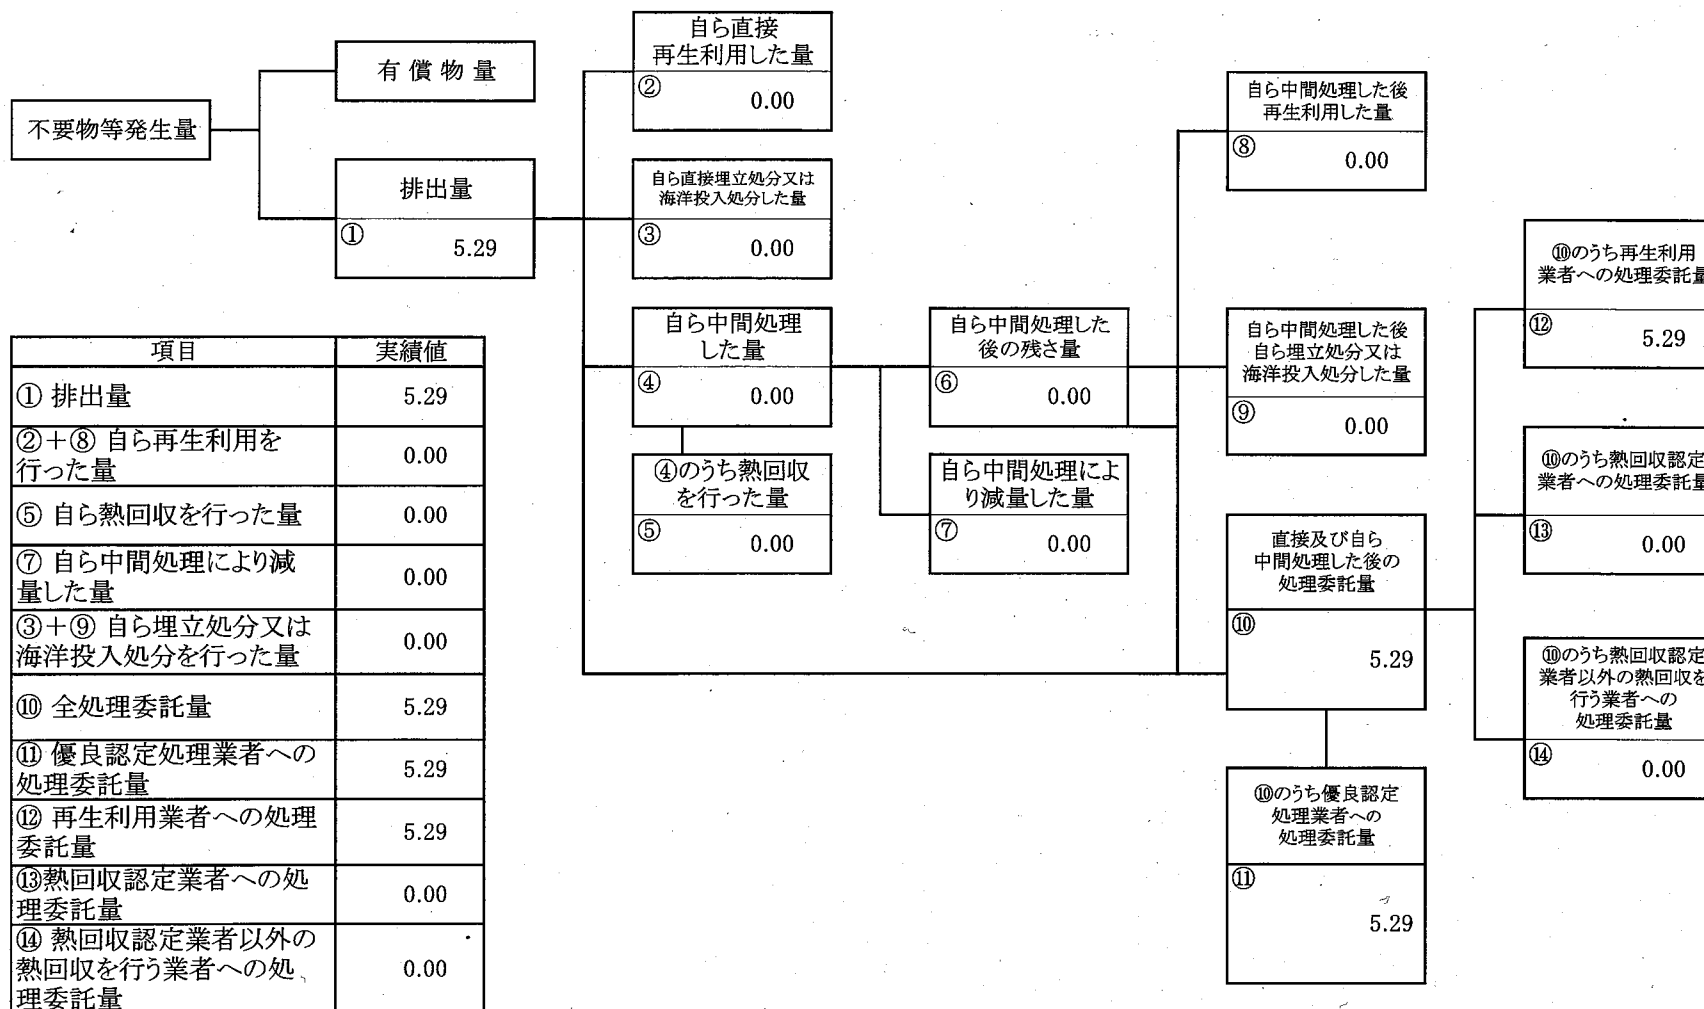 不要物等発生量
有償物量
排出量
① 5.29
自ら直接
再生利用した量
② 0.00
自ら直接埋立処分又は
海洋投入処分した量
③ 0.00
自ら中間処理
した量
④ 0.00
④のうち熱回収
を行った量
⑤ 0.00
自ら中間処理した
後の残さ量
⑥ 0.00
自ら中間処理によ
り減量した量
⑦ 0.00
自ら中間処理した後
再生利用した量
⑧ 0.00
自ら中間処理した後
自ら埋立処分又は
海洋投入処分した量
⑨ 0.00
直接及び自ら
中間処理した後の
処理委託量
⑩ 5.29
⑩のうち優良認定
処理業者への
処理委託量
⑪ 5.29
⑩のうち再生利用
業者への処理委託量
⑫ 5.29
⑩のうち熱回収認定
業者への処理委託量
⑬ 0.00
⑩のうち熱回収認定
業者以外の熱回収を
行う業者への
処理委託量
⑭ 0.00
項目 実績値
① 排出量 5.29
②+⑧ 自ら再生利用を
行った量 0.00
⑤ 自ら熱回収を行った量 0.00
⑦ 自ら中間処理により減
量した量 0.00
③+⑨ 自ら埋立処分又は
海洋投入処分を行った量 0.00
⑩ 全処理委託量 5.29
⑪ 優良認定処理業者への
処理委託量 5.29
⑫ 再生利用業者への処理
委託量 5.29
⑬熱回収認定業者への処
理委託量 0.00
⑭ 熱回収認定業者以外の
熱回収を行う業者への処
理委託量 0.00